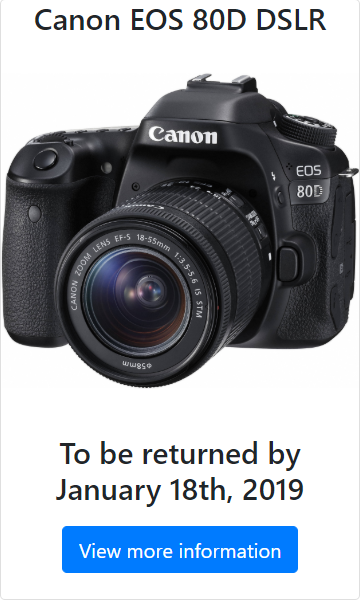 Canon EOS 80D DSLR
Canon
EOS
80D
CANON ZOOM LENS EF-S 18-55mm 1:3.5-5.6 IS STM
Φ58mm
To be returned by
January 18th, 2019
View more information